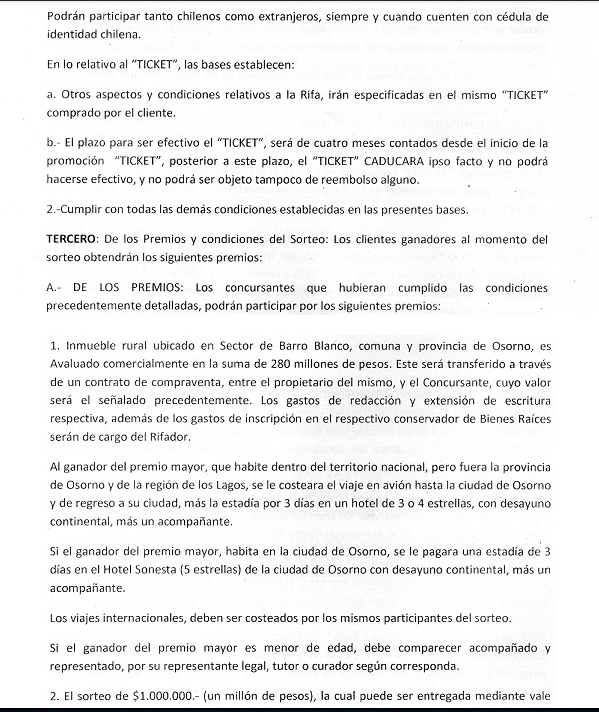 Podrán participar tanto chilenos como extranjeros, siempre y cuando cuenten con cédula de
identidad chilena.
En lo relativo al “TICKET”, las bases establecen:
a. Otros aspectos y condiciones relativos a la Rifa, irán especificadas en el mismo “TICKET”
comprado por el cliente.
b.- El plazo para ser efectivo el “TICKET”, será de cuatro meses contados desde el inicio de la
promoción “TICKET”, posterior a este plazo, el “TICKET” CADUCARA ipso facto y no podrá
hacerse efectivo, y no podrá ser objeto tampoco de reembolso alguno.
2.-Cumplir con todas las demás condiciones establecidas en las presentes bases.
TERCERO: De los Premios y condiciones del Sorteo: Los clientes ganadores al momento del
sorteo obtendrán los siguientes premios:
A.- DE LOS PREMIOS: Los concursantes que hubieran cumplido las condiciones
precedentemente detalladas, podrán participar por los siguientes premios:
1. Inmueble rural ubicado en Sector de Barro Blanco, comuna y provincia de Osorno, es
Avaluado comercialmente en la suma de 280 millones de pesos. Este será transferido a través
de un contrato de compraventa, entre el propietario del mismo, y el Concursante, cuyo valor
será el señalado precedentemente. Los gastos de redacción y extensión de escritura
respectiva, además de los gastos de inscripción en el respectivo conservador de Bienes Raíces
serán de cargo del Rifador.
Al ganador del premio mayor, que habite dentro del territorio nacional, pero fuera la provincia
de Osorno y de la región de los Lagos, se le costeara el viaje en avión hasta la ciudad de Osorno
y de regreso a su ciudad, más la estadía por 3 días en un hotel de 3 o 4 estrellas, con desayuno
continental, más un acompañante.
Si el ganador del premio mayor, habita en la ciudad de Osorno, se le pagara una estadía de 3
días en el Hotel Sonesta (5 estrellas) de la ciudad de Osorno con desayuno continental, más un
acompañante.
Los viajes internacionales, deben ser costeados por los mismos participantes del sorteo.
Si el ganador del premio mayor es menor de edad, debe comparecer acompañado y
representado, por su representante legal, tutor o curador según corresponda.
2. El sorteo de $1.000.000.- (un millón de pesos), la cual puede ser entregada mediante vale